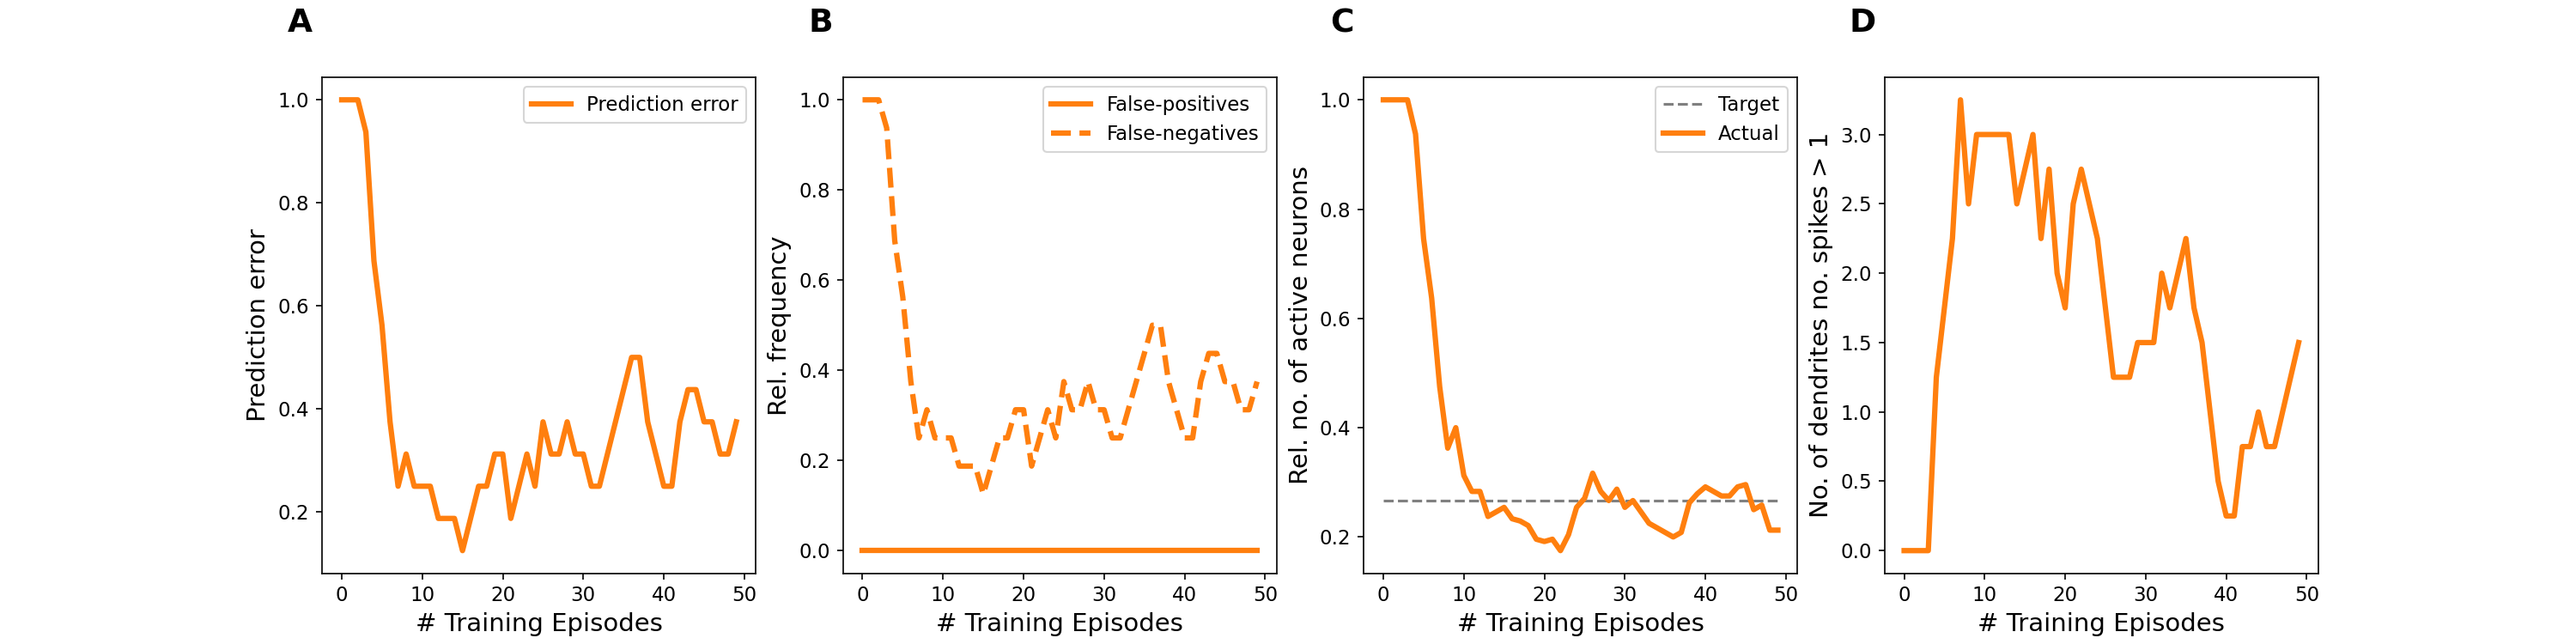 A
B
C
D
Prediction error
1.0
0.8
0.6
0.4
0.2
0
10
20
30
40
50
# Training Episodes
Prediction error
Rel. frequency
1.0
0.8
0.6
0.4
0.2
0.0
0
10
20
30
40
50
# Training Episodes
False-positives
False-negatives
Rel. no. of active neurons
1.0
0.8
0.6
0.4
0.2
0
10
20
30
40
50
# Training Episodes
Target
Actual
No. of dendrites no. spikes > 1
3.0
2.5
2.0
1.5
1.0
0.5
0.0
0
10
20
30
40
50
# Training Episodes